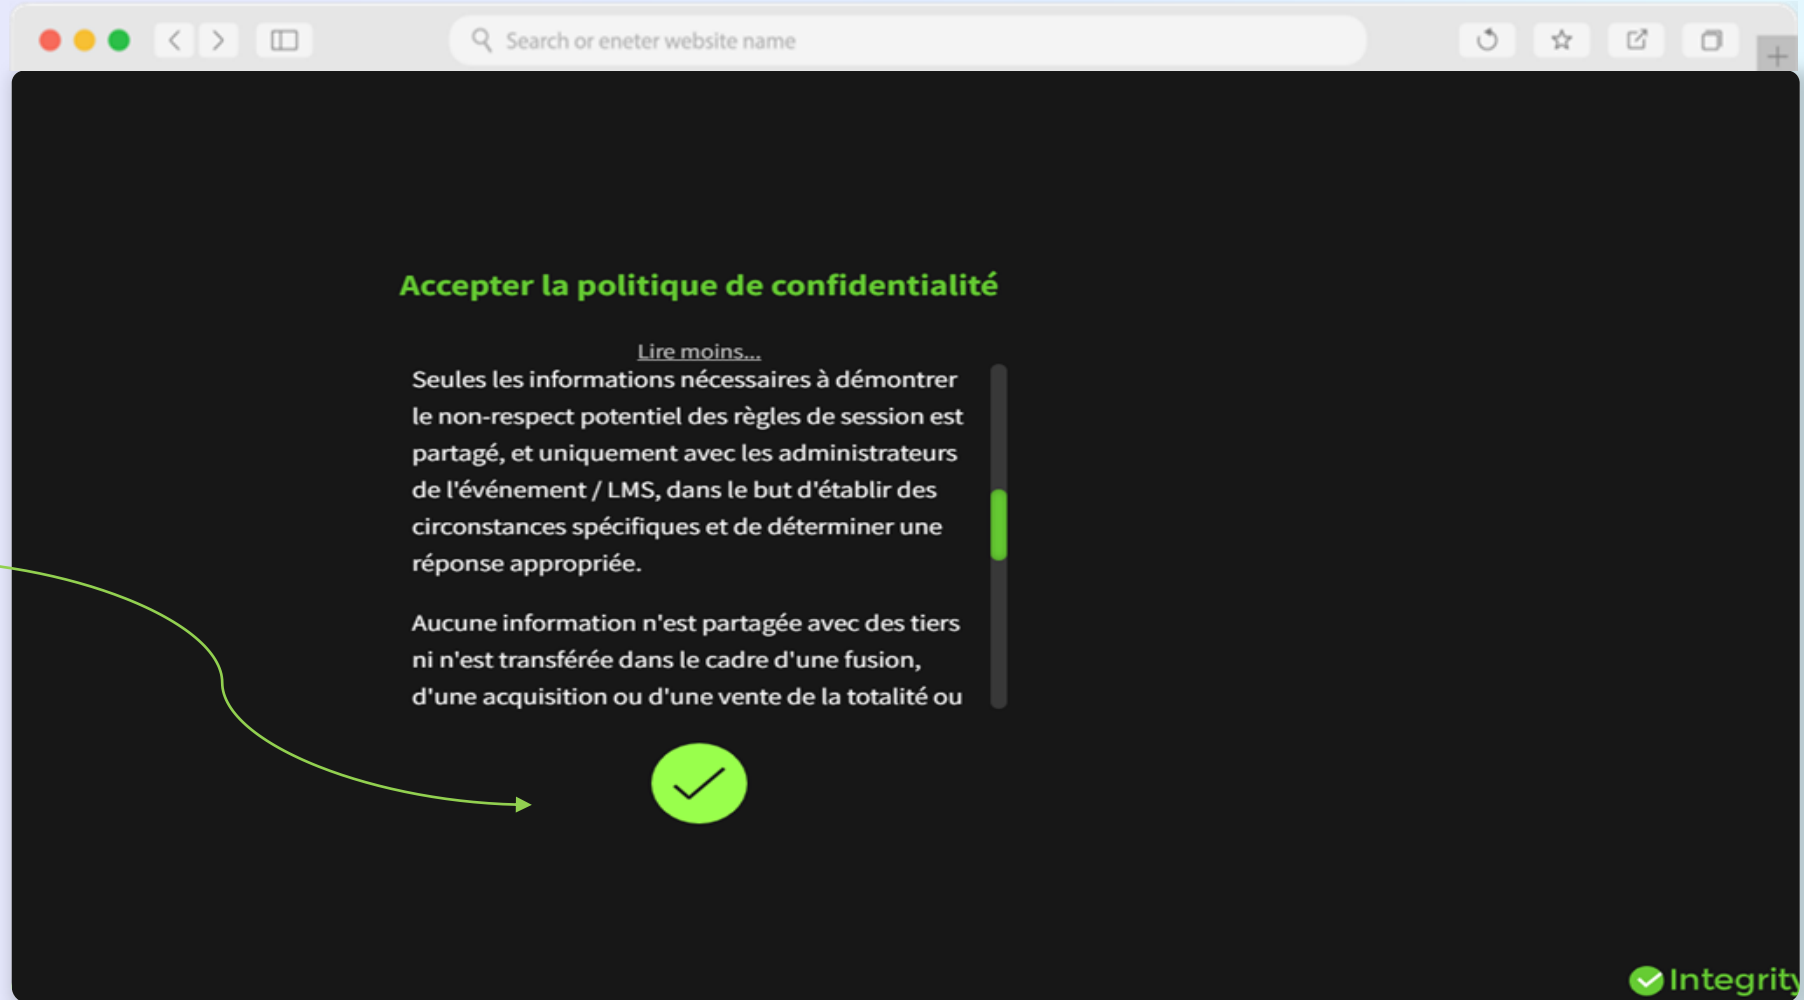 Search or eneter website name
Accepter la politique de confidentialité
Lire moins...
Seules les informations nécessaires à démontrer
le non-respect potentiel des règles de session est
partagé, et uniquement avec les administrateurs
de l'événement / LMS, dans le but d'établir des
circonstances spécifiques et de déterminer une
réponse appropriée.
Aucune information n'est partagée avec des tiers
ni n'est transférée dans le cadre d'une fusion,
d'une acquisition ou d'une vente de la totalité ou
Integrity